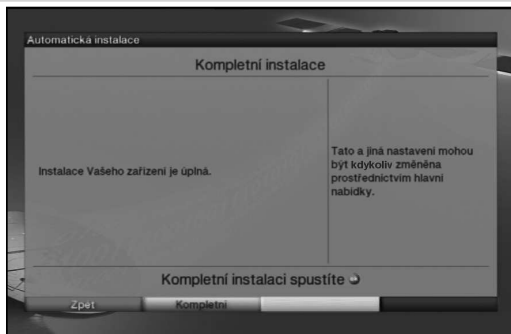 Automatická instalace
Kompletní instalace
Instalace Vašeho zařízení je úplná.
Tato a jiná nastavení mohou
být kdykoliv změněna
prostřednictvím hlavní
nabídky.
Kompletní instalaci spustíte
Zpět
Kompletní